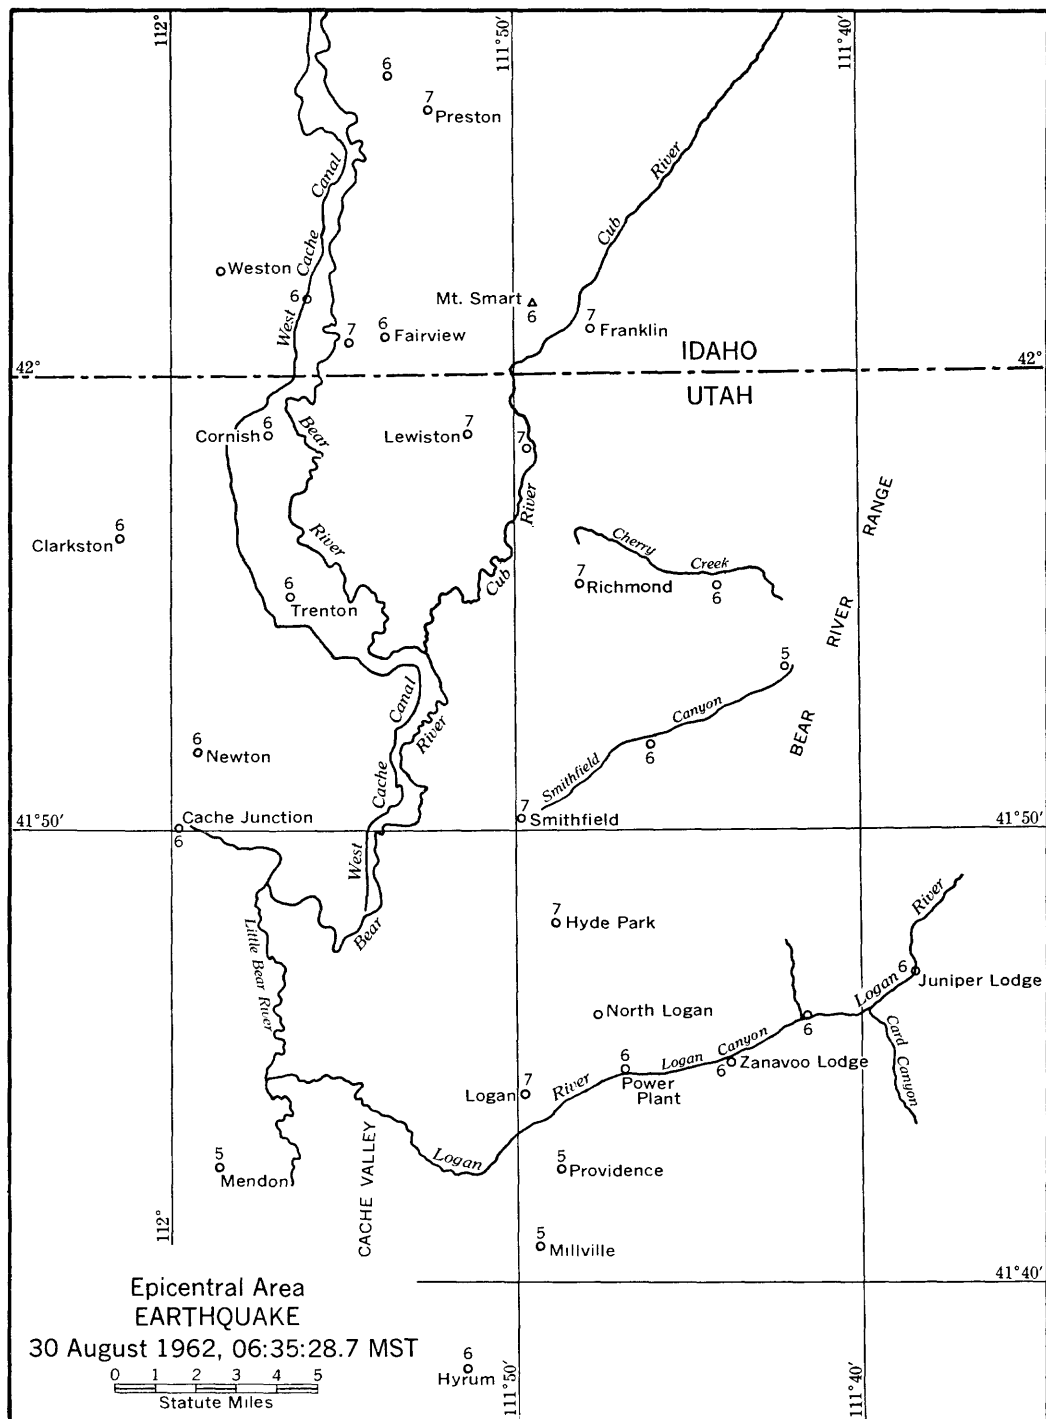 112°
111°50'
111°40'
6
7
Preston
Canal
River
Cub
Cache
Weston
6
West
Mt. Smart
6
7
Franklin
6
7
Fairview
IDAHO
42°
42°
UTAH
6
Cornish
Bear
7
Lewiston
7
River
RANGE
6
Clarkston
River
Cherry
Creek
Cub
7
Richmond
6
6
Trenton
RIVER
5
Canal
River
Canyon
BEAR
6
Newton
6
Cache
Smithfield
7
Smithfield
Cache Junction
41°50'
41°50'
6
West
Bear
7
Hyde Park
River
Little Bear River
6
Juniper Lodge
Logan
North Logan
6
Card Canyon
Logan Canyon
6
Zanavoo Lodge
6
Power
Plant
River
7
Logan
Logan
5
Mendon
5
Providence
CACHE VALLEY
112°
5
Millville
41°40'
Epicentral Area
EARTHQUAKE
30 August 1962, 06:35:28.7 MST
0 1 2 3 4 5
Statute Miles
6
Hyrum
111°50'
111°40'